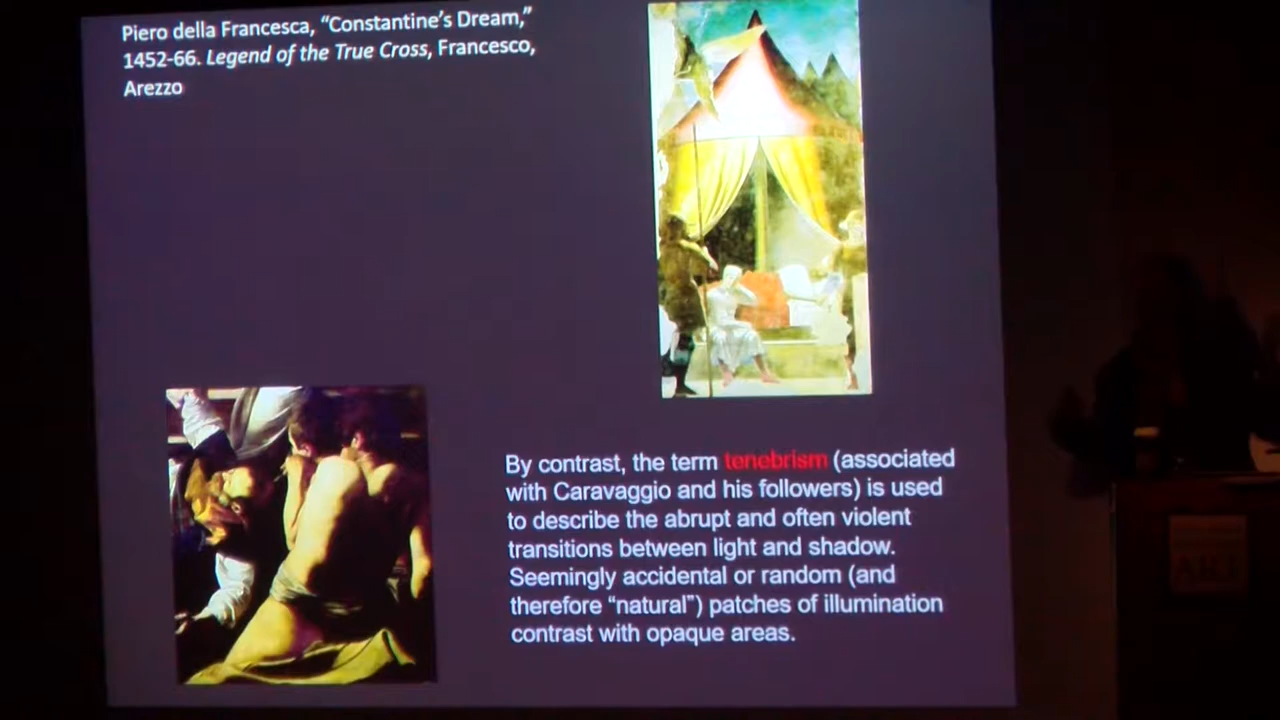 Piero della Francesca, “Constantine’s Dream,”
1452-66. Legend of the True Cross, Francesco,
Arezzo
By contrast, the term tenebrism (associated
with Caravaggio and his followers) is used
to describe the abrupt and often violent
transitions between light and shadow.
Seemingly accidental or random (and
therefore “natural”) patches of illumination
contrast with opaque areas.